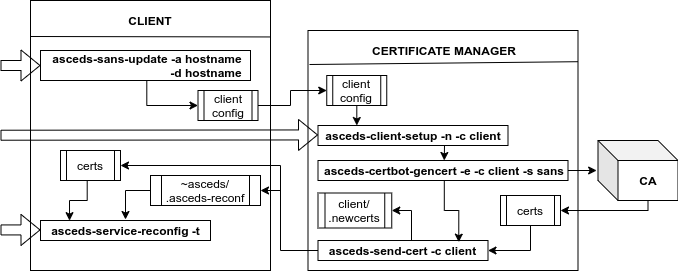 CLIENT
CERTIFICATE MANAGER
asceds-sans-update -a hostname
-d hostname
client
config
client
config
asceds-client-setup -n -c client
certs
asceds-certbot-gencert -e -c client -s sans
CA
~asceds/
.asceds-reconf
client/
.newcerts
certs
asceds-service-reconfig -t
asceds-send-cert -c client